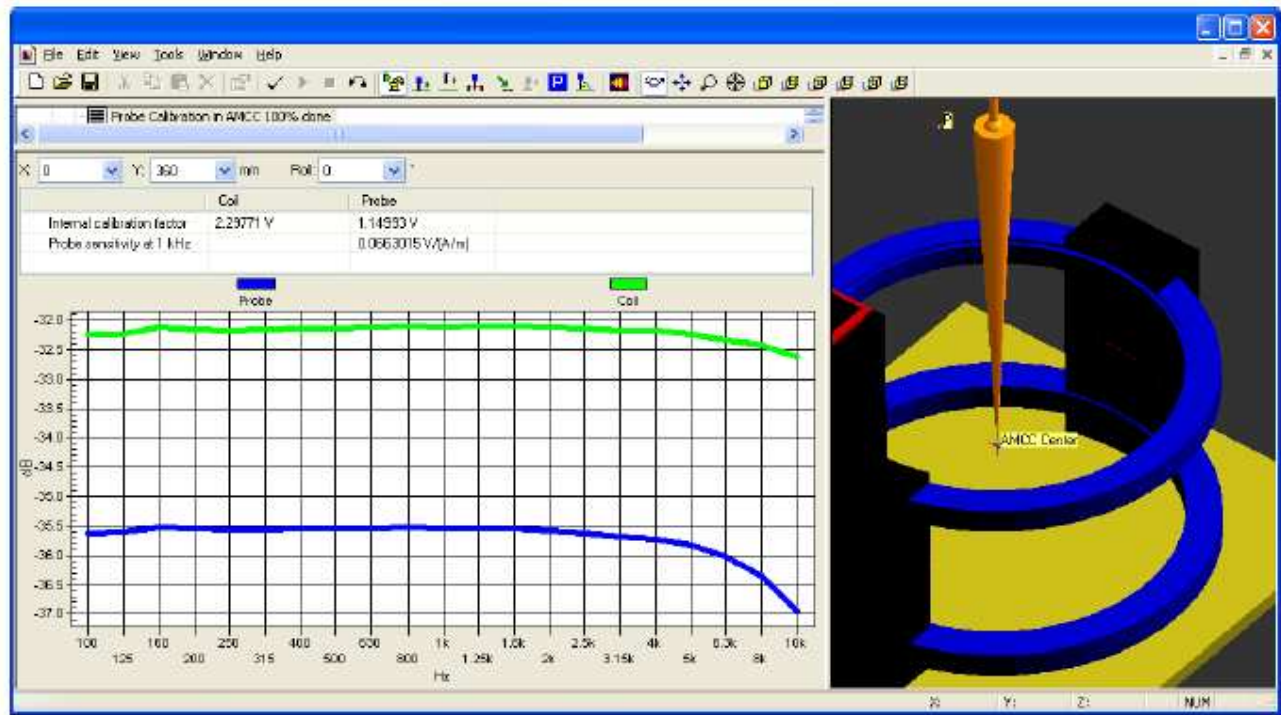 File Edit View Tools Window Help
Probe Calibration in AMCC 100% done
P
X: 0 Y: 360 mm Roll: 0 °
Coil Probe
Internal calibration factor 2.29771 V 1.14993 V
Probe sensitivity at 1 kHz 0.0663015 V/(A/m)
Probe Coil
-32.0
-32.5
-33.0
-33.5
-34.0
AMCC Center
dB
-34.5
-35.0
-35.5
-36.0
-36.5
-37.0
100 160 250 400 630 1k 1.6k 2.5k 4k 6.3k 10k
125 200 315 500 800 1.25k 2k 3.15k 5k 8k
Hz
X: Y: Z: NUM